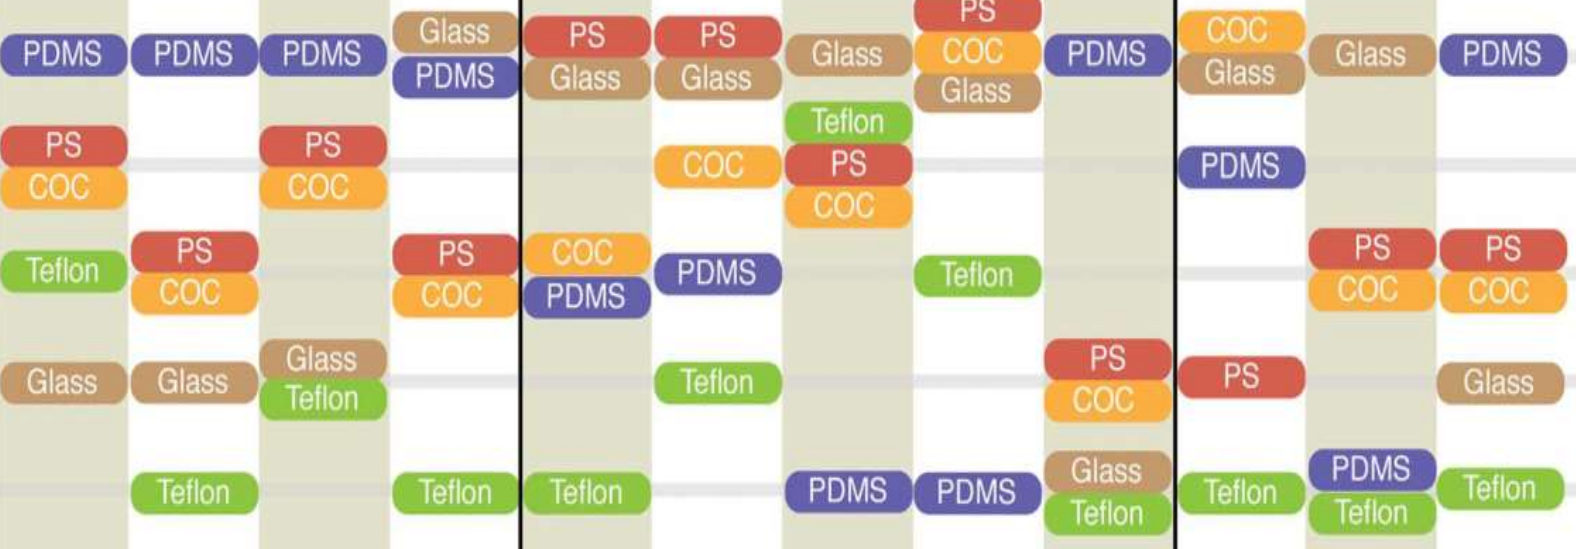 PDMS PDMS PDMS Glass PS PS Glass PS PDMS COC Glass PDMS
PDMS Glass Glass COC Glass
Glass
Teflon
PS PS COC PS PDMS
COC COC COC
Teflon PS PS COC PDMS Teflon PS PS
COC COC PDMS COC COC
Glass Glass Glass Teflon PS PS Glass
Teflon COC
Teflon Teflon Teflon PDMS PDMS Glass Teflon PDMS Teflon
Teflon Teflon